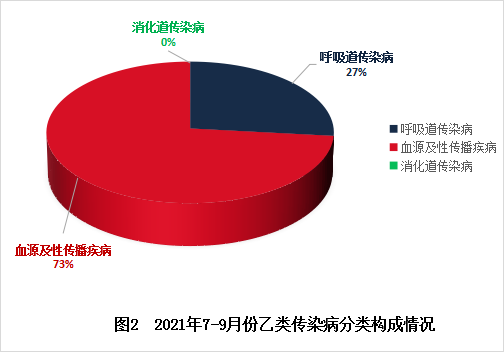 消化道传染病
0%
呼吸道传染病
27%
呼吸道传染病
血源及性传播疾病
消化道传染病
血源及性传播疾病
73%
图2 2021年7-9月份乙类传染病分类构成情况